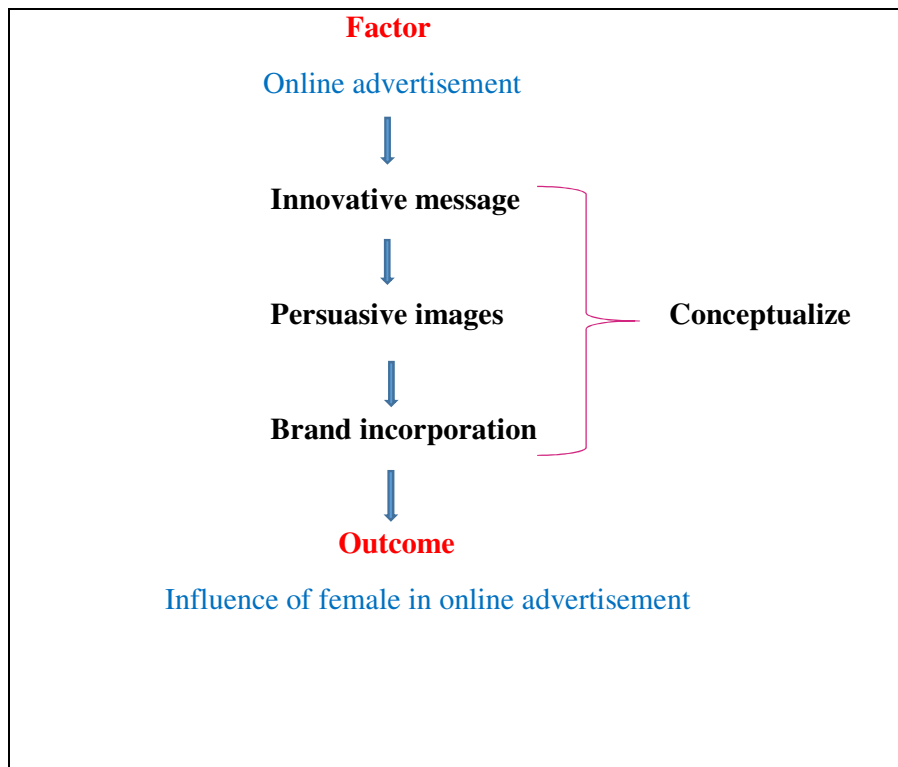 Factor
Online advertisement
Innovative message
Persuasive images
Conceptualize
Brand incorporation
Outcome
Influence of female in online advertisement